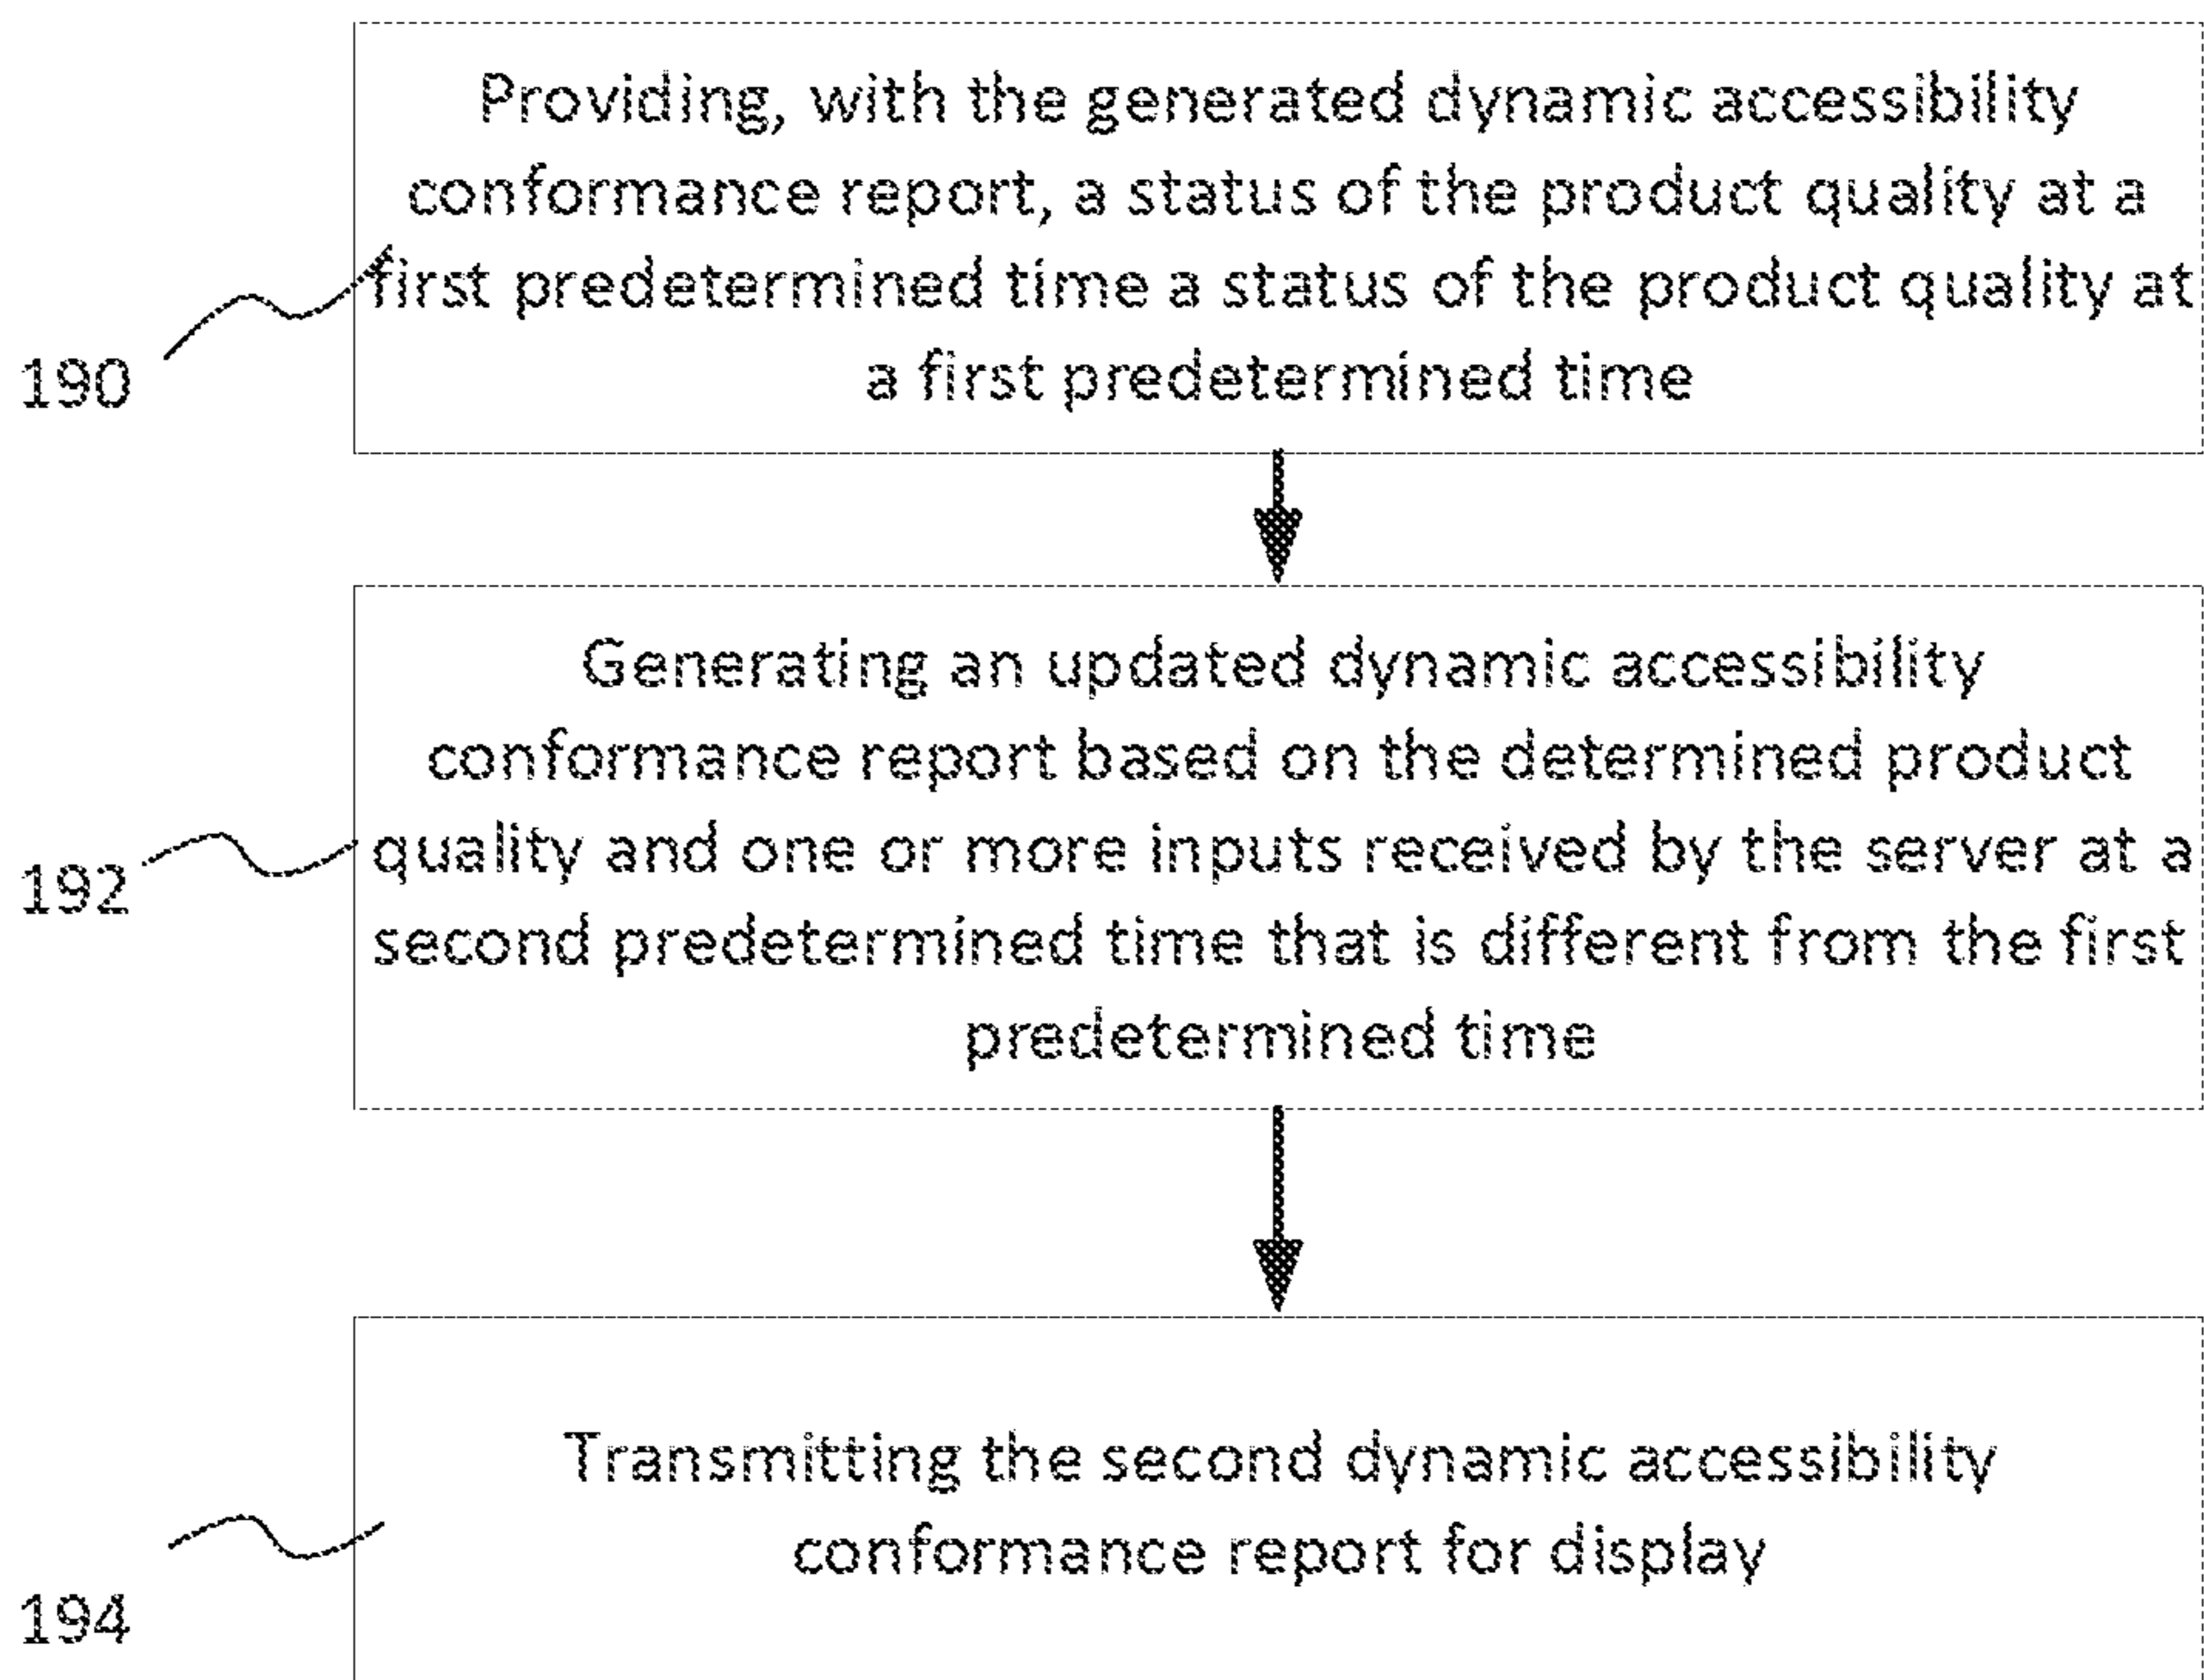 Providing, with the generated dynamic accessibility
conformance report, a status of the product quality at a
first predetermined time a status of the product quality at
a first predetermined time
190
Generating an updated dynamic accessibility
conformance report based on the determined product
quality and one or more inputs received by the server at a
second predetermined time that is different from the first
predetermined time
192
Transmitting the second dynamic accessibility
conformance report for display
194